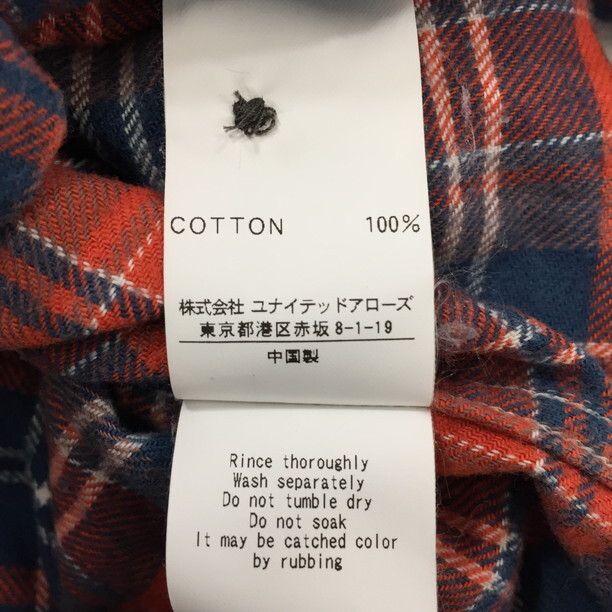 COTTON 100%
株式会社 ユナイテッドアローズ
東京都港区赤坂8-1-19
中国製
Rince thoroughly
Wash separately
Do not tumble dry
Do not soak
It may be catched color
by rubbing